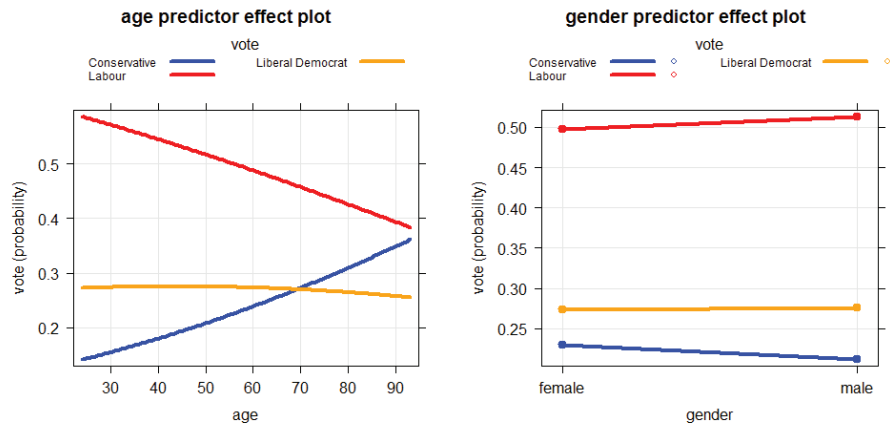 age predictor effect plot
vote
Conservative Liberal Democrat
Labour
0.5
0.4
0.3
0.2
vote (probability)
30 40 50 60 70 80 90
age
gender predictor effect plot
vote
Conservative Liberal Democrat
Labour
0.50
0.45
0.40
0.35
0.30
0.25
vote (probability)
female male
gender